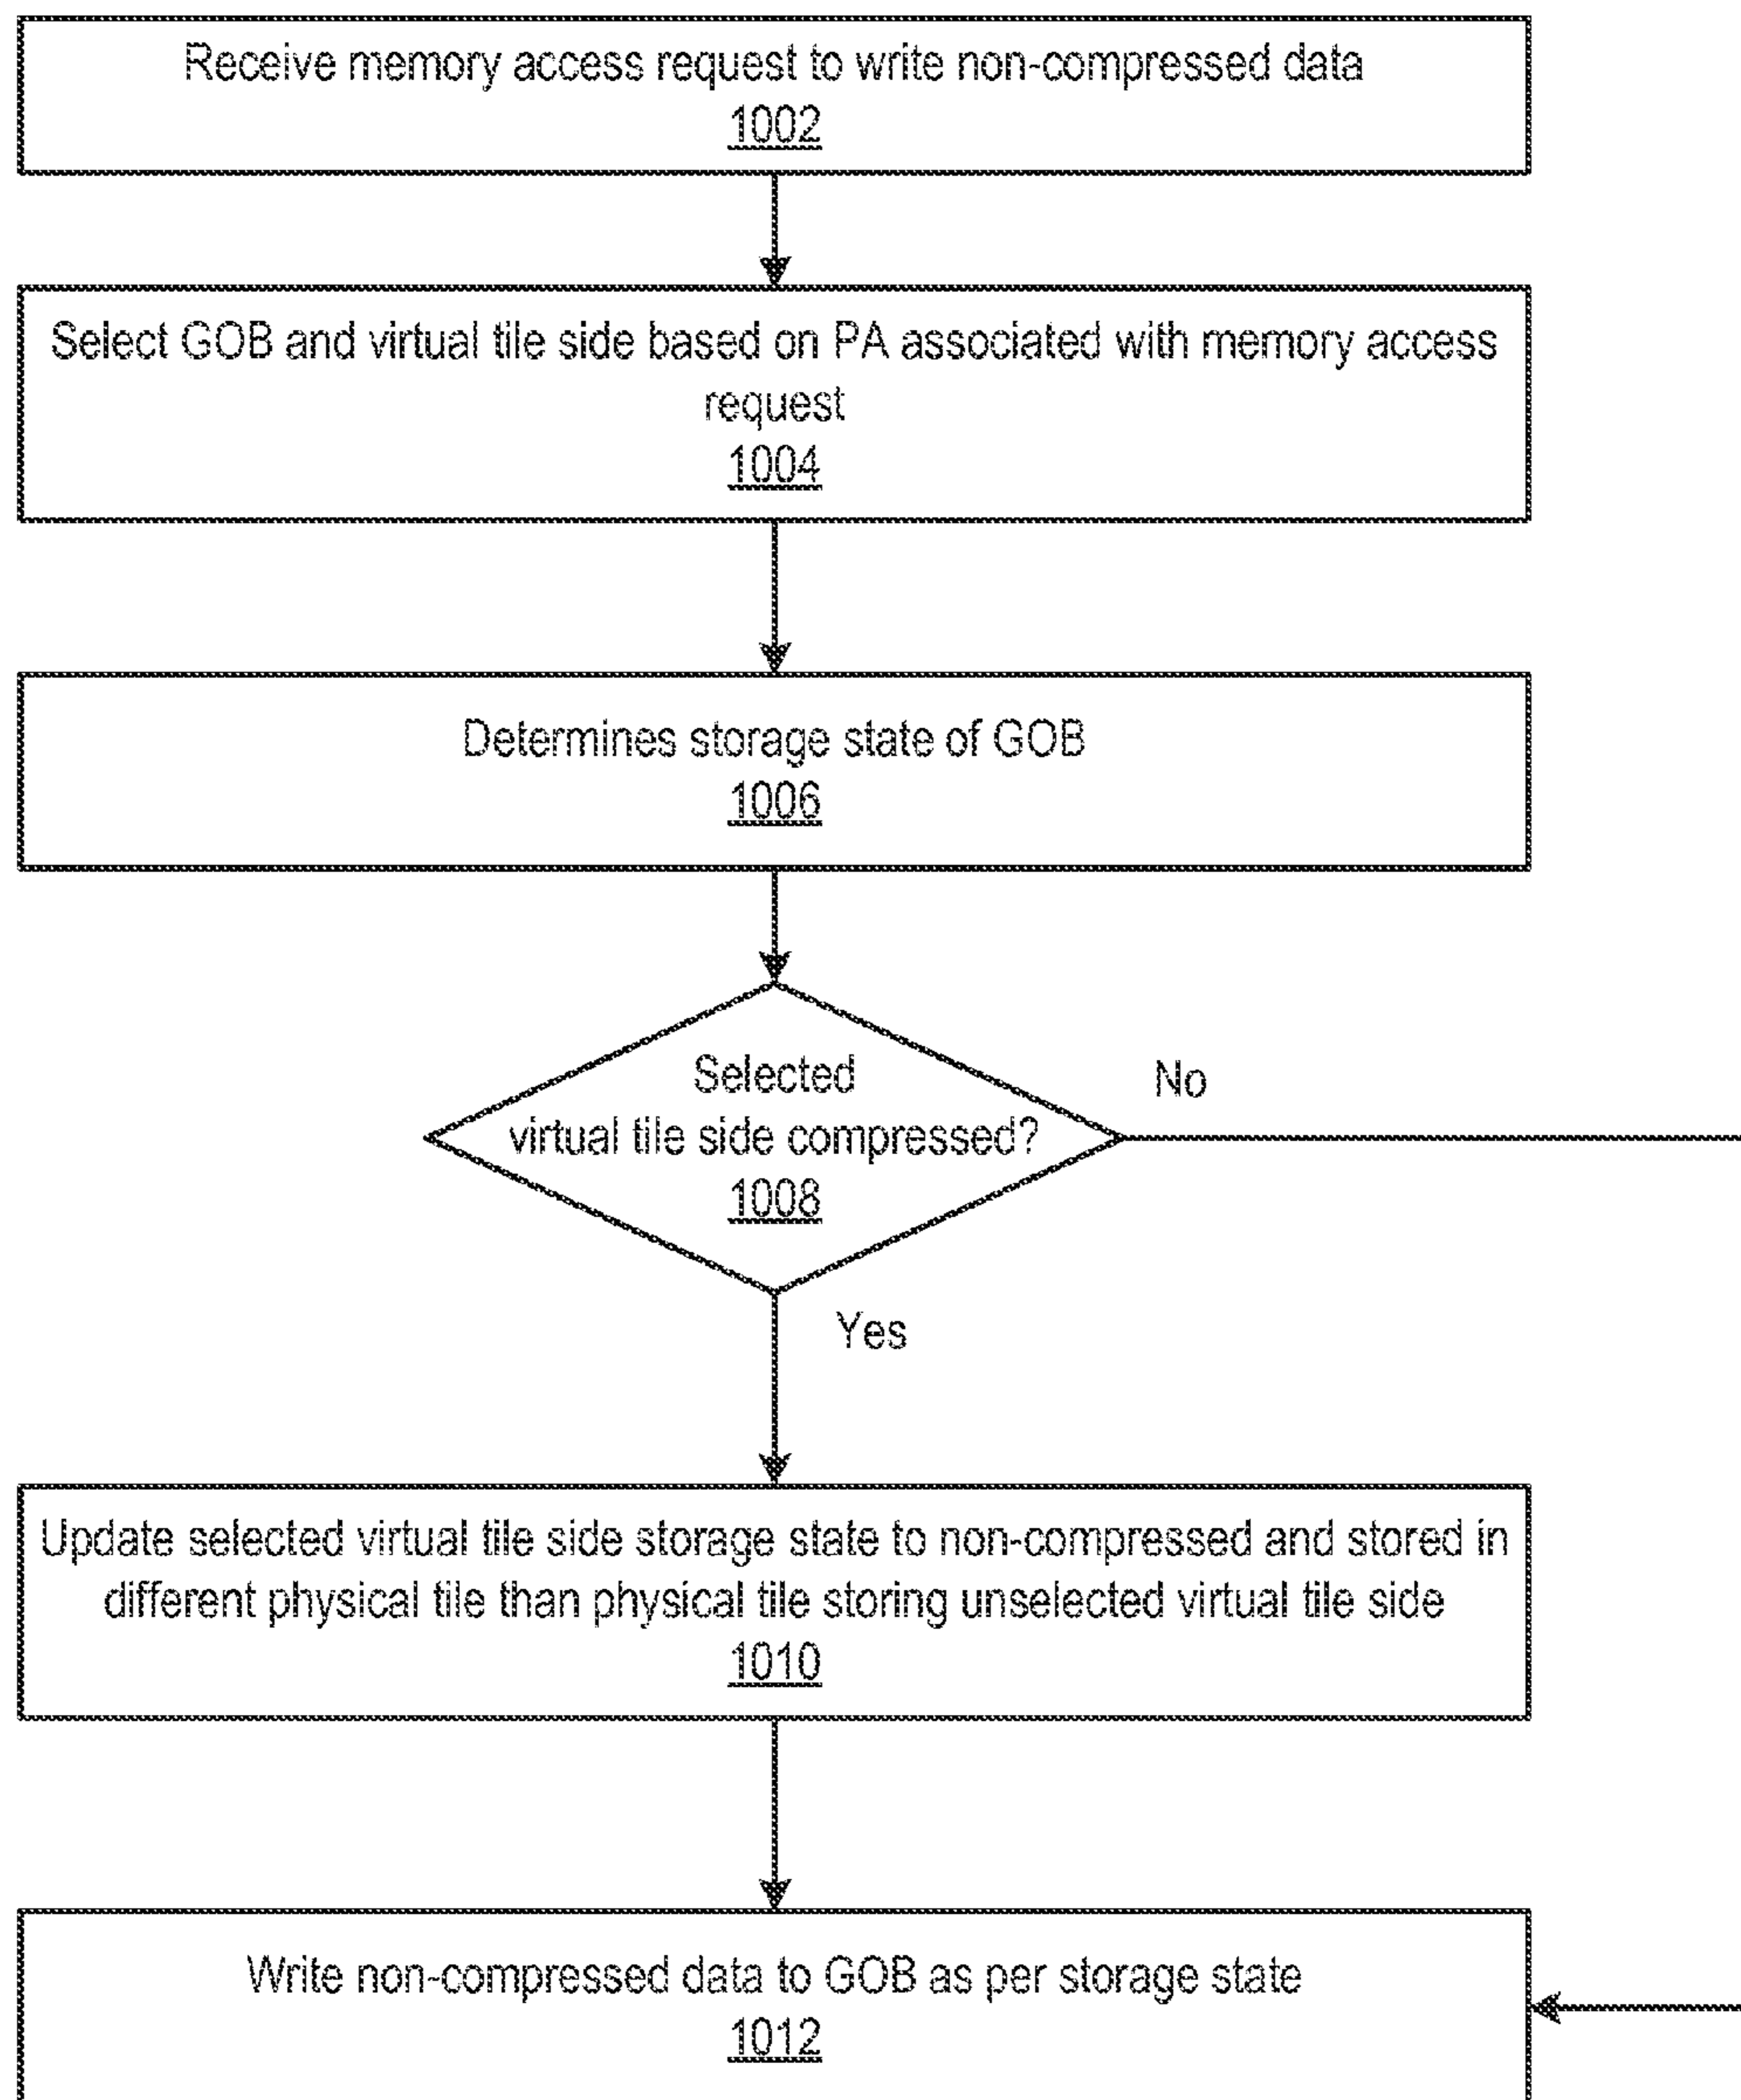 Receive memory access request to write non-compressed data
1002
Select GOB and virtual tile side based on PA associated with memory access
request
1004
Determines storage state of GOB
1006
Selected
virtual tile side compressed?
1008
No
Yes
Update selected virtual tile side storage state to non-compressed and stored in
different physical tile than physical tile storing unselected virtual tile side
1010
Write non-compressed data to GOB as per storage state
1012